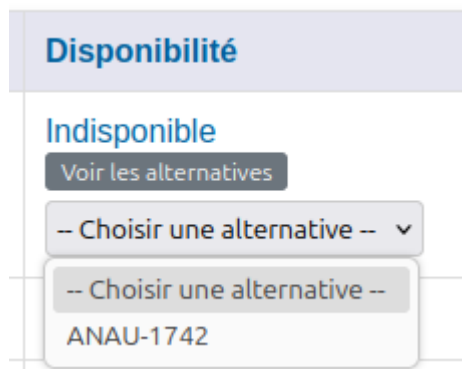 Disponibilité
Indisponible
Voir les alternatives
-- Choisir une alternative --
-- Choisir une alternative --
ANAU-1742